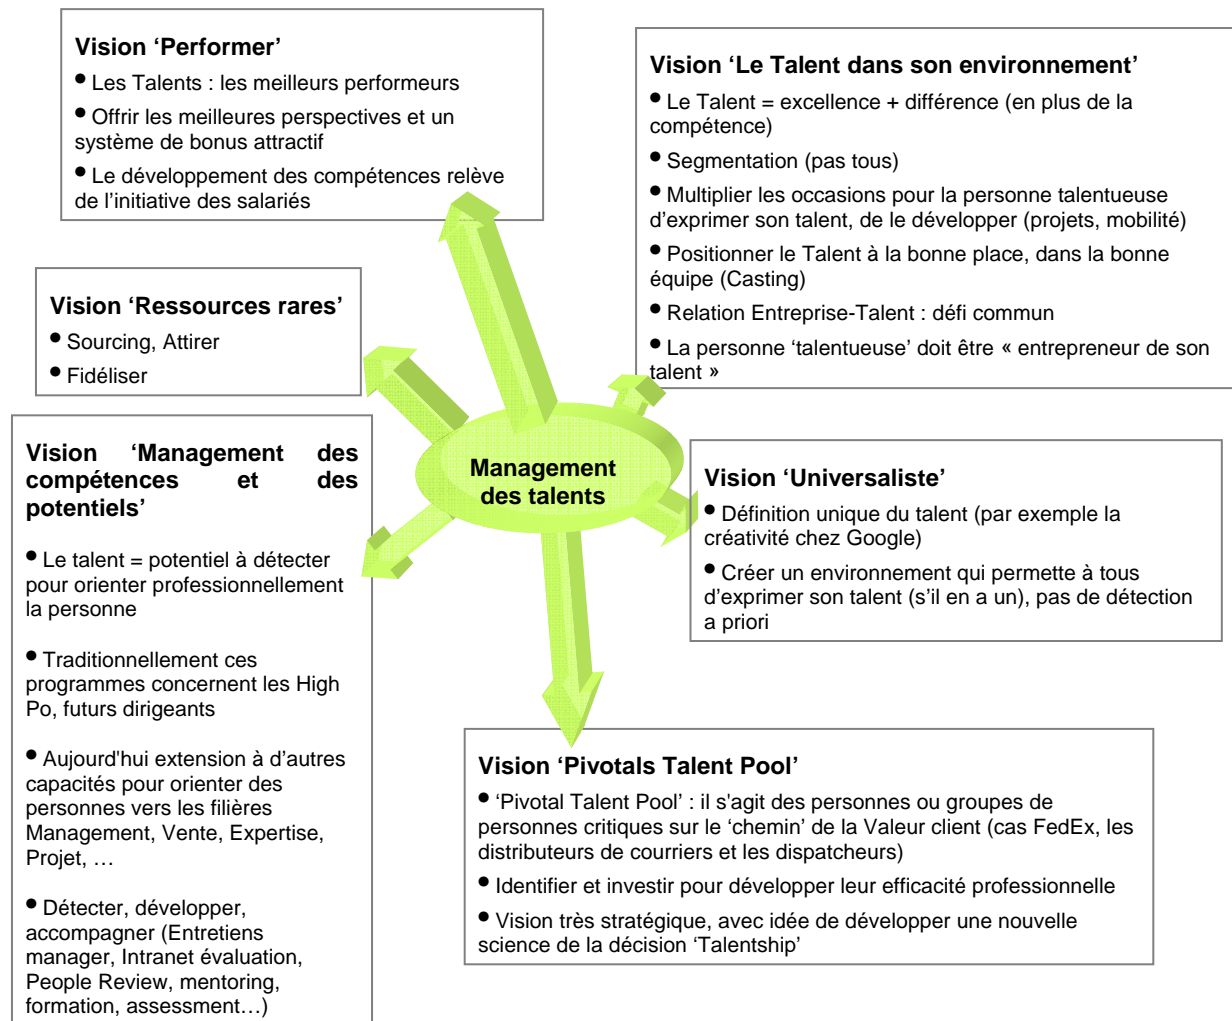 Vision ‘Performer’
● Les Talents : les meilleurs performeurs
● Offrir les meilleures perspectives et un
système de bonus attractif
● Le développement des compétences relève
de l’initiative des salariés
Vision ‘Le Talent dans son environnement’
● Le Talent = excellence + différence (en plus de la
compétence)
● Segmentation (pas tous)
● Multiplier les occasions pour la personne talentueuse
d’exprimer son talent, de le développer (projets, mobilité)
● Positionner le Talent à la bonne place, dans la bonne
équipe (Casting)
● Relation Entreprise-Talent : défi commun
● La personne ‘talentueuse’ doit être « entrepreneur de son
talent »
Vision ‘Ressources rares’
● Sourcing, Attirer
● Fidéliser
Vision ‘Management des
compétences et des
potentiels’
● Le talent = potentiel à détecter
pour orienter professionnellement
la personne
● Traditionnellement ces
programmes concernent les High
Po, futurs dirigeants
● Aujourd'hui extension à d’autres
capacités pour orienter des
personnes vers les filières
Management, Vente, Expertise,
Projet, …
● Détecter, développer,
accompagner (Entretiens
manager, Intranet évaluation,
People Review, mentoring,
formation, assessment…)
Management
des talents
Vision ‘Universaliste’
● Définition unique du talent (par exemple la
créativité chez Google)
● Créer un environnement qui permette à tous
d’exprimer son talent (s’il en a un), pas de détection
a priori
Vision ‘Pivotals Talent Pool’
● ‘Pivotal Talent Pool’ : il s'agit des personnes ou groupes de
personnes critiques sur le ‘chemin’ de la Valeur client (cas FedEx, les
distributeurs de courriers et les dispatcheurs)
● Identifier et investir pour développer leur efficacité professionnelle
● Vision très stratégique, avec idée de développer une nouvelle
science de la décision ‘Talentship’